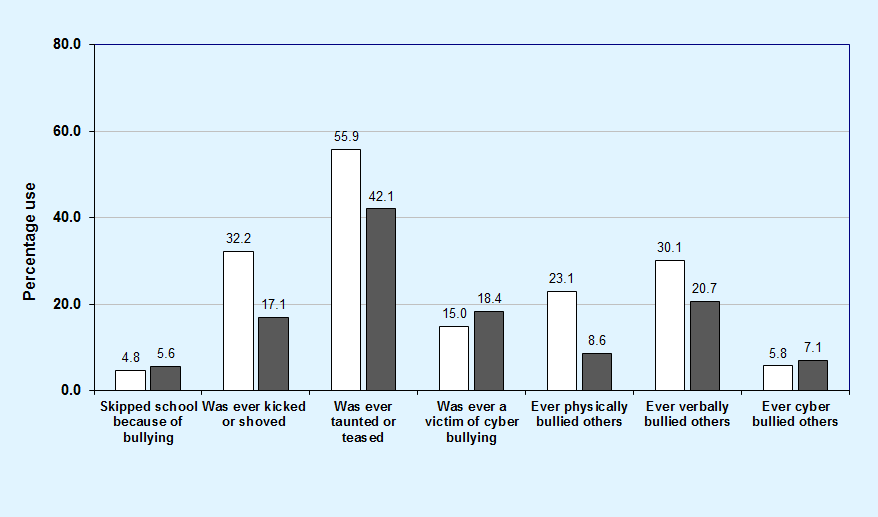 80.0
60.0
40.0
20.0
0.0
Percentage use
4.8
5.6
32.2
17.1
55.9
42.1
15.0
18.4
23.1
8.6
30.1
20.7
5.8
7.1
Skipped school
because of
bullying
Was ever kicked
or shoved
Was ever
taunted or
teased
Was ever a
victim of cyber
bullying
Ever physically
bullied others
Ever verbally
bullied others
Ever cyber
bullied others